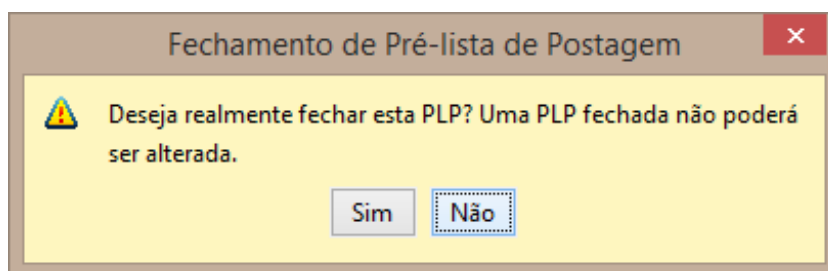 Fechamento de Pré-lista de Postagem
Deseja realmente fechar esta PLP? Uma PLP fechada não poderá
ser alterada.
Sim Não